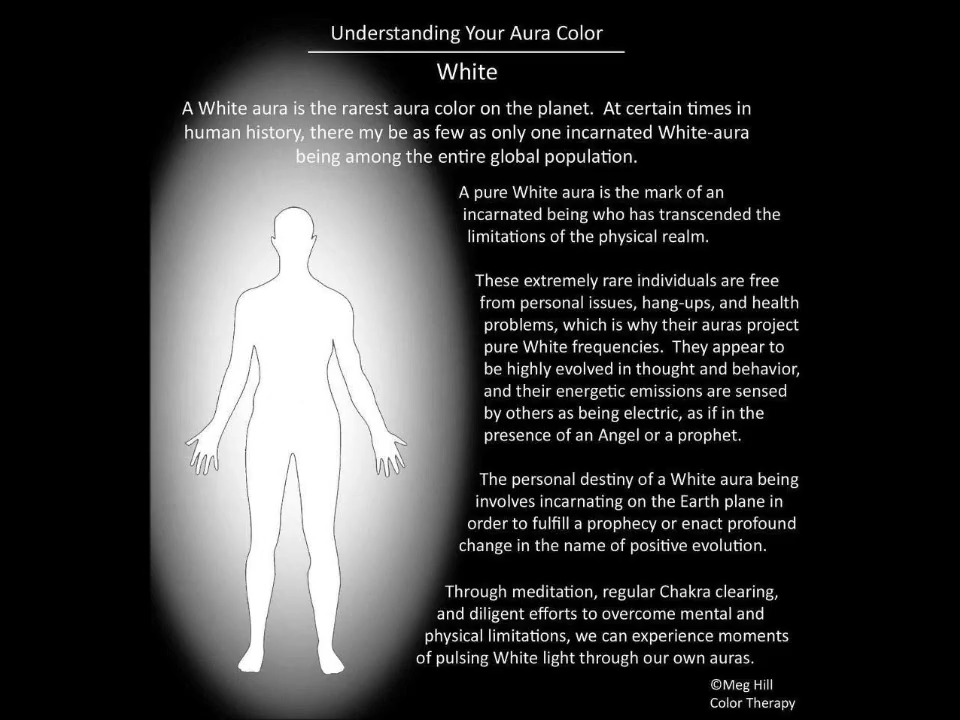 Understanding Your Aura Color
White
A White aura is the rarest aura color on the planet.  At certain times in
human history, there my be as few as only one incarnated White-aura
being among the entire global population.
A pure White aura is the mark of an
incarnated being who has transcended the
limitations of the physical realm.
These extremely rare individuals are free
from personal issues, hang-ups, and health
problems, which is why their auras project
pure White frequencies.  They appear to
be highly evolved in thought and behavior,
and their energetic emissions are sensed
by others as being electric, as if in the
presence of an Angel or a prophet.
The personal destiny of a White aura being
involves incarnating on the Earth plane in
order to fulfill a prophecy or enact profound
change in the name of positive evolution.
Through meditation, regular Chakra clearing,
and diligent efforts to overcome mental and
physical limitations, we can experience moments
of pulsing White light through our own auras.
©Meg Hill
Color Therapy